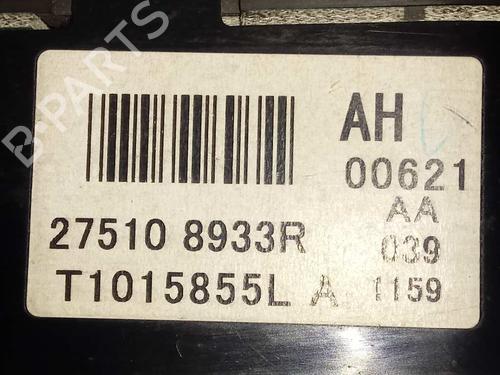 B-PARTS
AH
00621
AA
27510 8933R
039
T1015855L A
1159